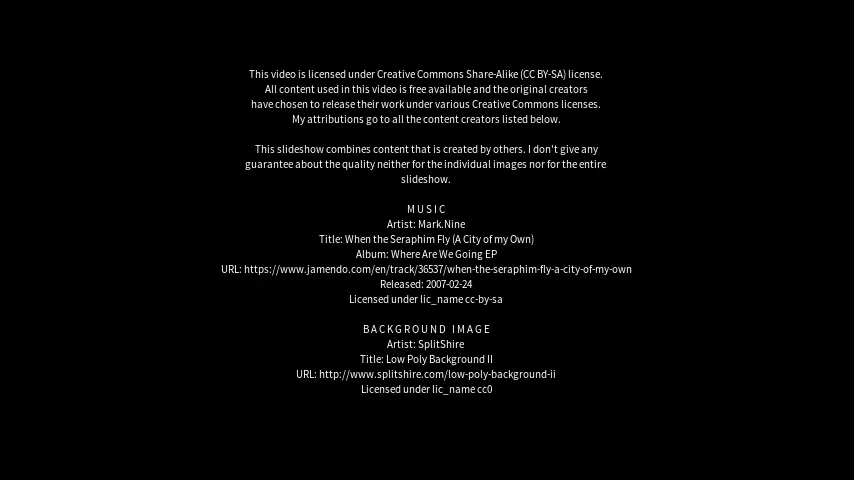 This video is licensed under Creative Commons Share-Alike (CC BY-SA) license.
All content used in this video is free available and the original creators
have chosen to release their work under various Creative Commons licenses.
My attributions go to all the content creators listed below.
This slideshow combines content that is created by others. I don't give any
guarantee about the quality neither for the individual images nor for the entire
slideshow.
MUSIC
Artist: Mark.Nine
Title: When the Seraphim Fly (A City of my Own)
Album: Where Are We Going EP
URL: https://www.jamendo.com/en/track/36537/when-the-seraphim-fly-a-city-of-my-own
Released: 2007-02-24
Licensed under lic_name cc-by-sa
BACKGROUND IMAGE
Artist: SplitShire
Title: Low Poly Background II
URL: http://www.splitshire.com/low-poly-background-ii
Licensed under lic_name cc0